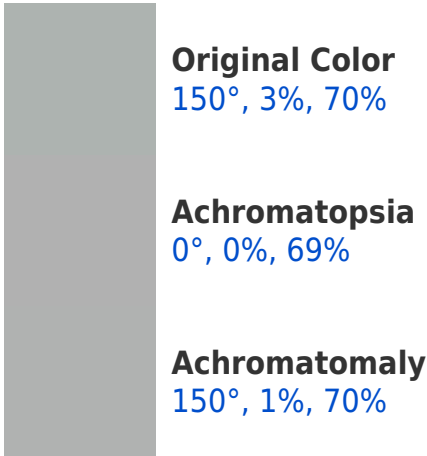 Original Color
150°, 3%, 70%
Achromatopsia
0°, 0%, 69%
Achromatomaly
150°, 1%, 70%